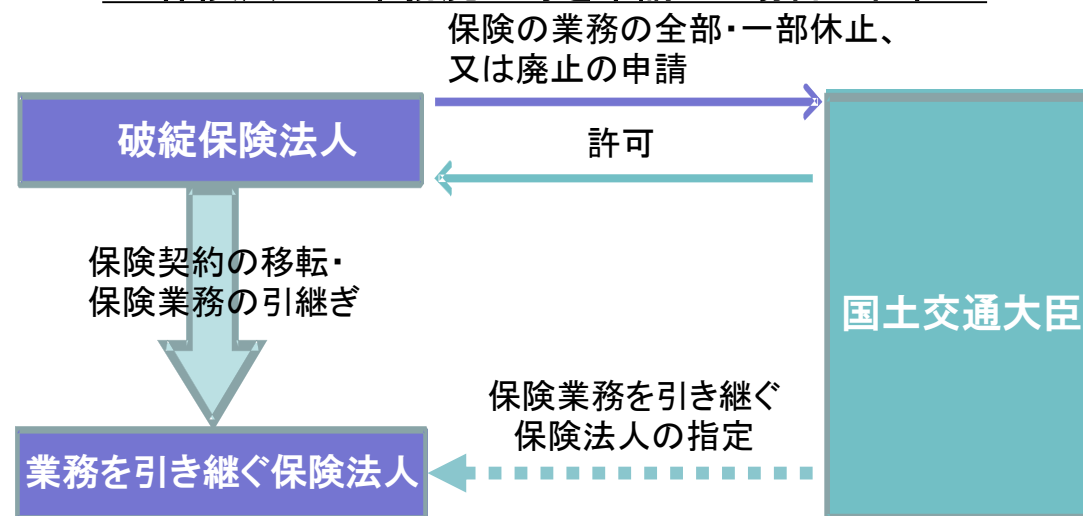 保険の業務の全部・一部休止、
又は廃止の申請
破綻保険法人
許可
保険契約の移転・
保険業務の引継ぎ
国土交通大臣
保険業務を引き継ぐ
保険法人の指定
業務を引き継ぐ保険法人